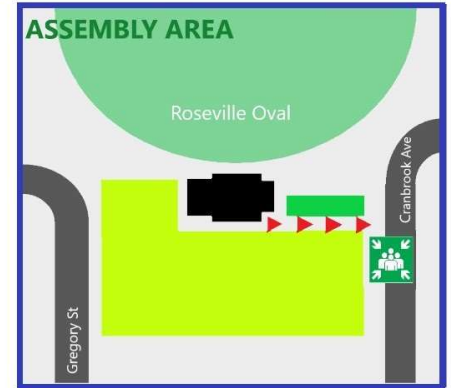 ASSEMBLY AREA
Roseville Oval
Cranbrook Ave
Gregory St